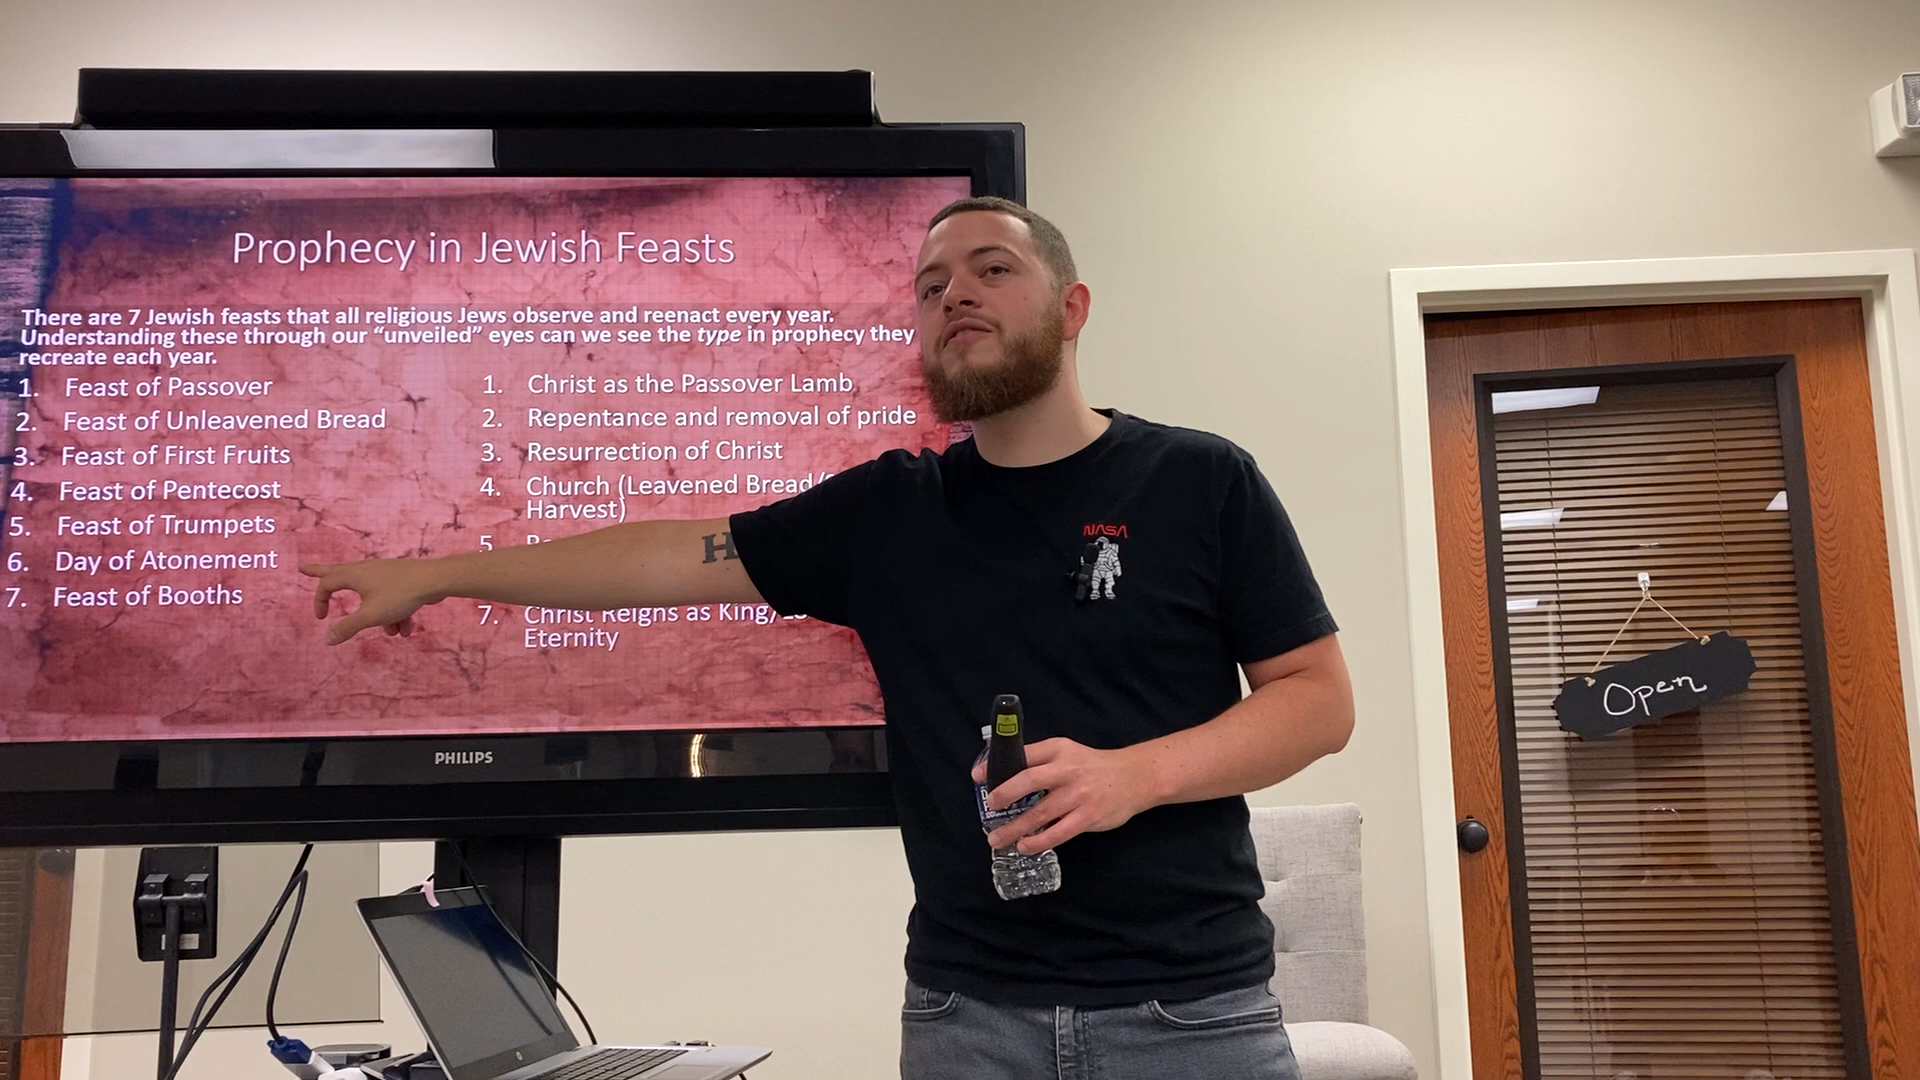 Prophecy in Jewish Feasts
There are 7 Jewish feasts that all religious Jews observe and reenact every year.
Understanding these through our “unveiled” eyes can we see the type in prophecy they
recreate each year.
1. Feast of Passover
2. Feast of Unleavened Bread
3. Feast of First Fruits
4. Feast of Pentecost
5. Feast of Trumpets
6. Day of Atonement
7. Feast of Booths
1. Christ as the Passover Lamb
2. Repentance and removal of pride
3. Resurrection of Christ
4. Church (Leavened Bread/
Harvest)
5.
7. Christ Reigns as King/
Eternity
PHILIPS
NASA
H
Open